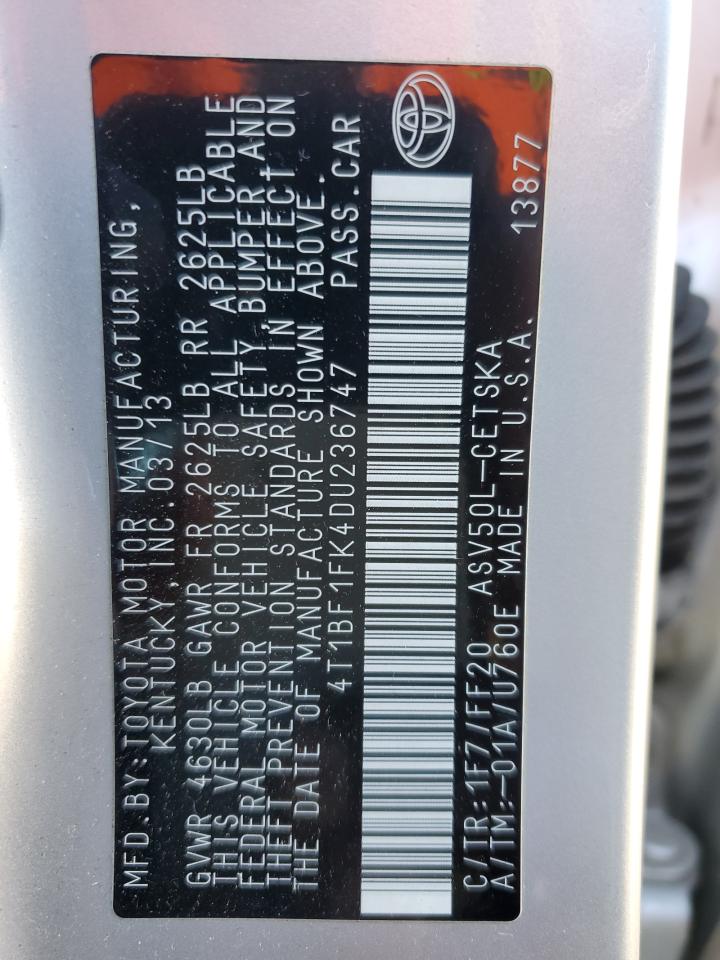 MFD.BY:TOYOTA MOTOR MANUFACTURING,
KENTUCKY,INC.03/13
GVWR 4630LB GAWR FR 2625LB RR 2625LB
THIS VEHICLE CONFORMS TO ALL APPLICABLE
FEDERAL MOTOR VEHICLE SAFETY, BUMPER AND
THEFT PREVENTION STANDARDS IN EFFECT ON
THE DATE OF MANUFACTURE SHOWN ABOVE.
4T1BF1FK4DU236747 PASS.CAR
C/TR:1F7/FF20 ASV50L-CETSKA
A/TM:-01A/U760E MADE IN U.S.A. 13877